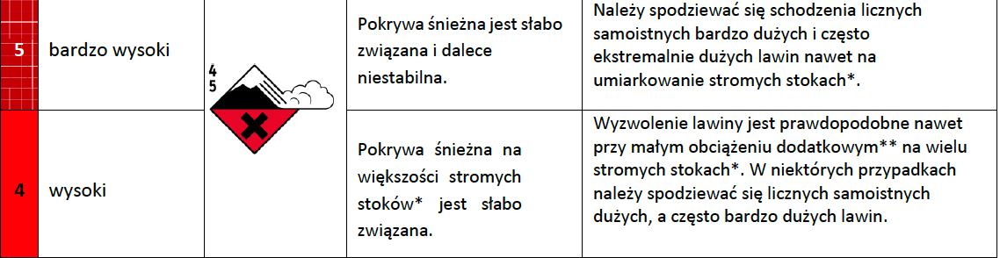 5
bardzo wysoki
4
5
Pokrywa śnieżna jest słabo
związana i dalece
niestabilna.
Należy spodziewać się schodzenia licznych
samoistnych bardzo dużych i często
ekstremalnie dużych lawin nawet na
umiarkowanie stromych stokach*.
4
wysoki
Pokrywa śnieżna na
większości stromych
stoków* jest słabo
związana.
Wyzwolenie lawiny jest prawdopodobne nawet
przy małym obciążeniu dodatkowym** na wielu
stromych stokach*. W niektórych przypadkach
należy spodziewać się licznych samoistnych
dużych, a często bardzo dużych lawin.